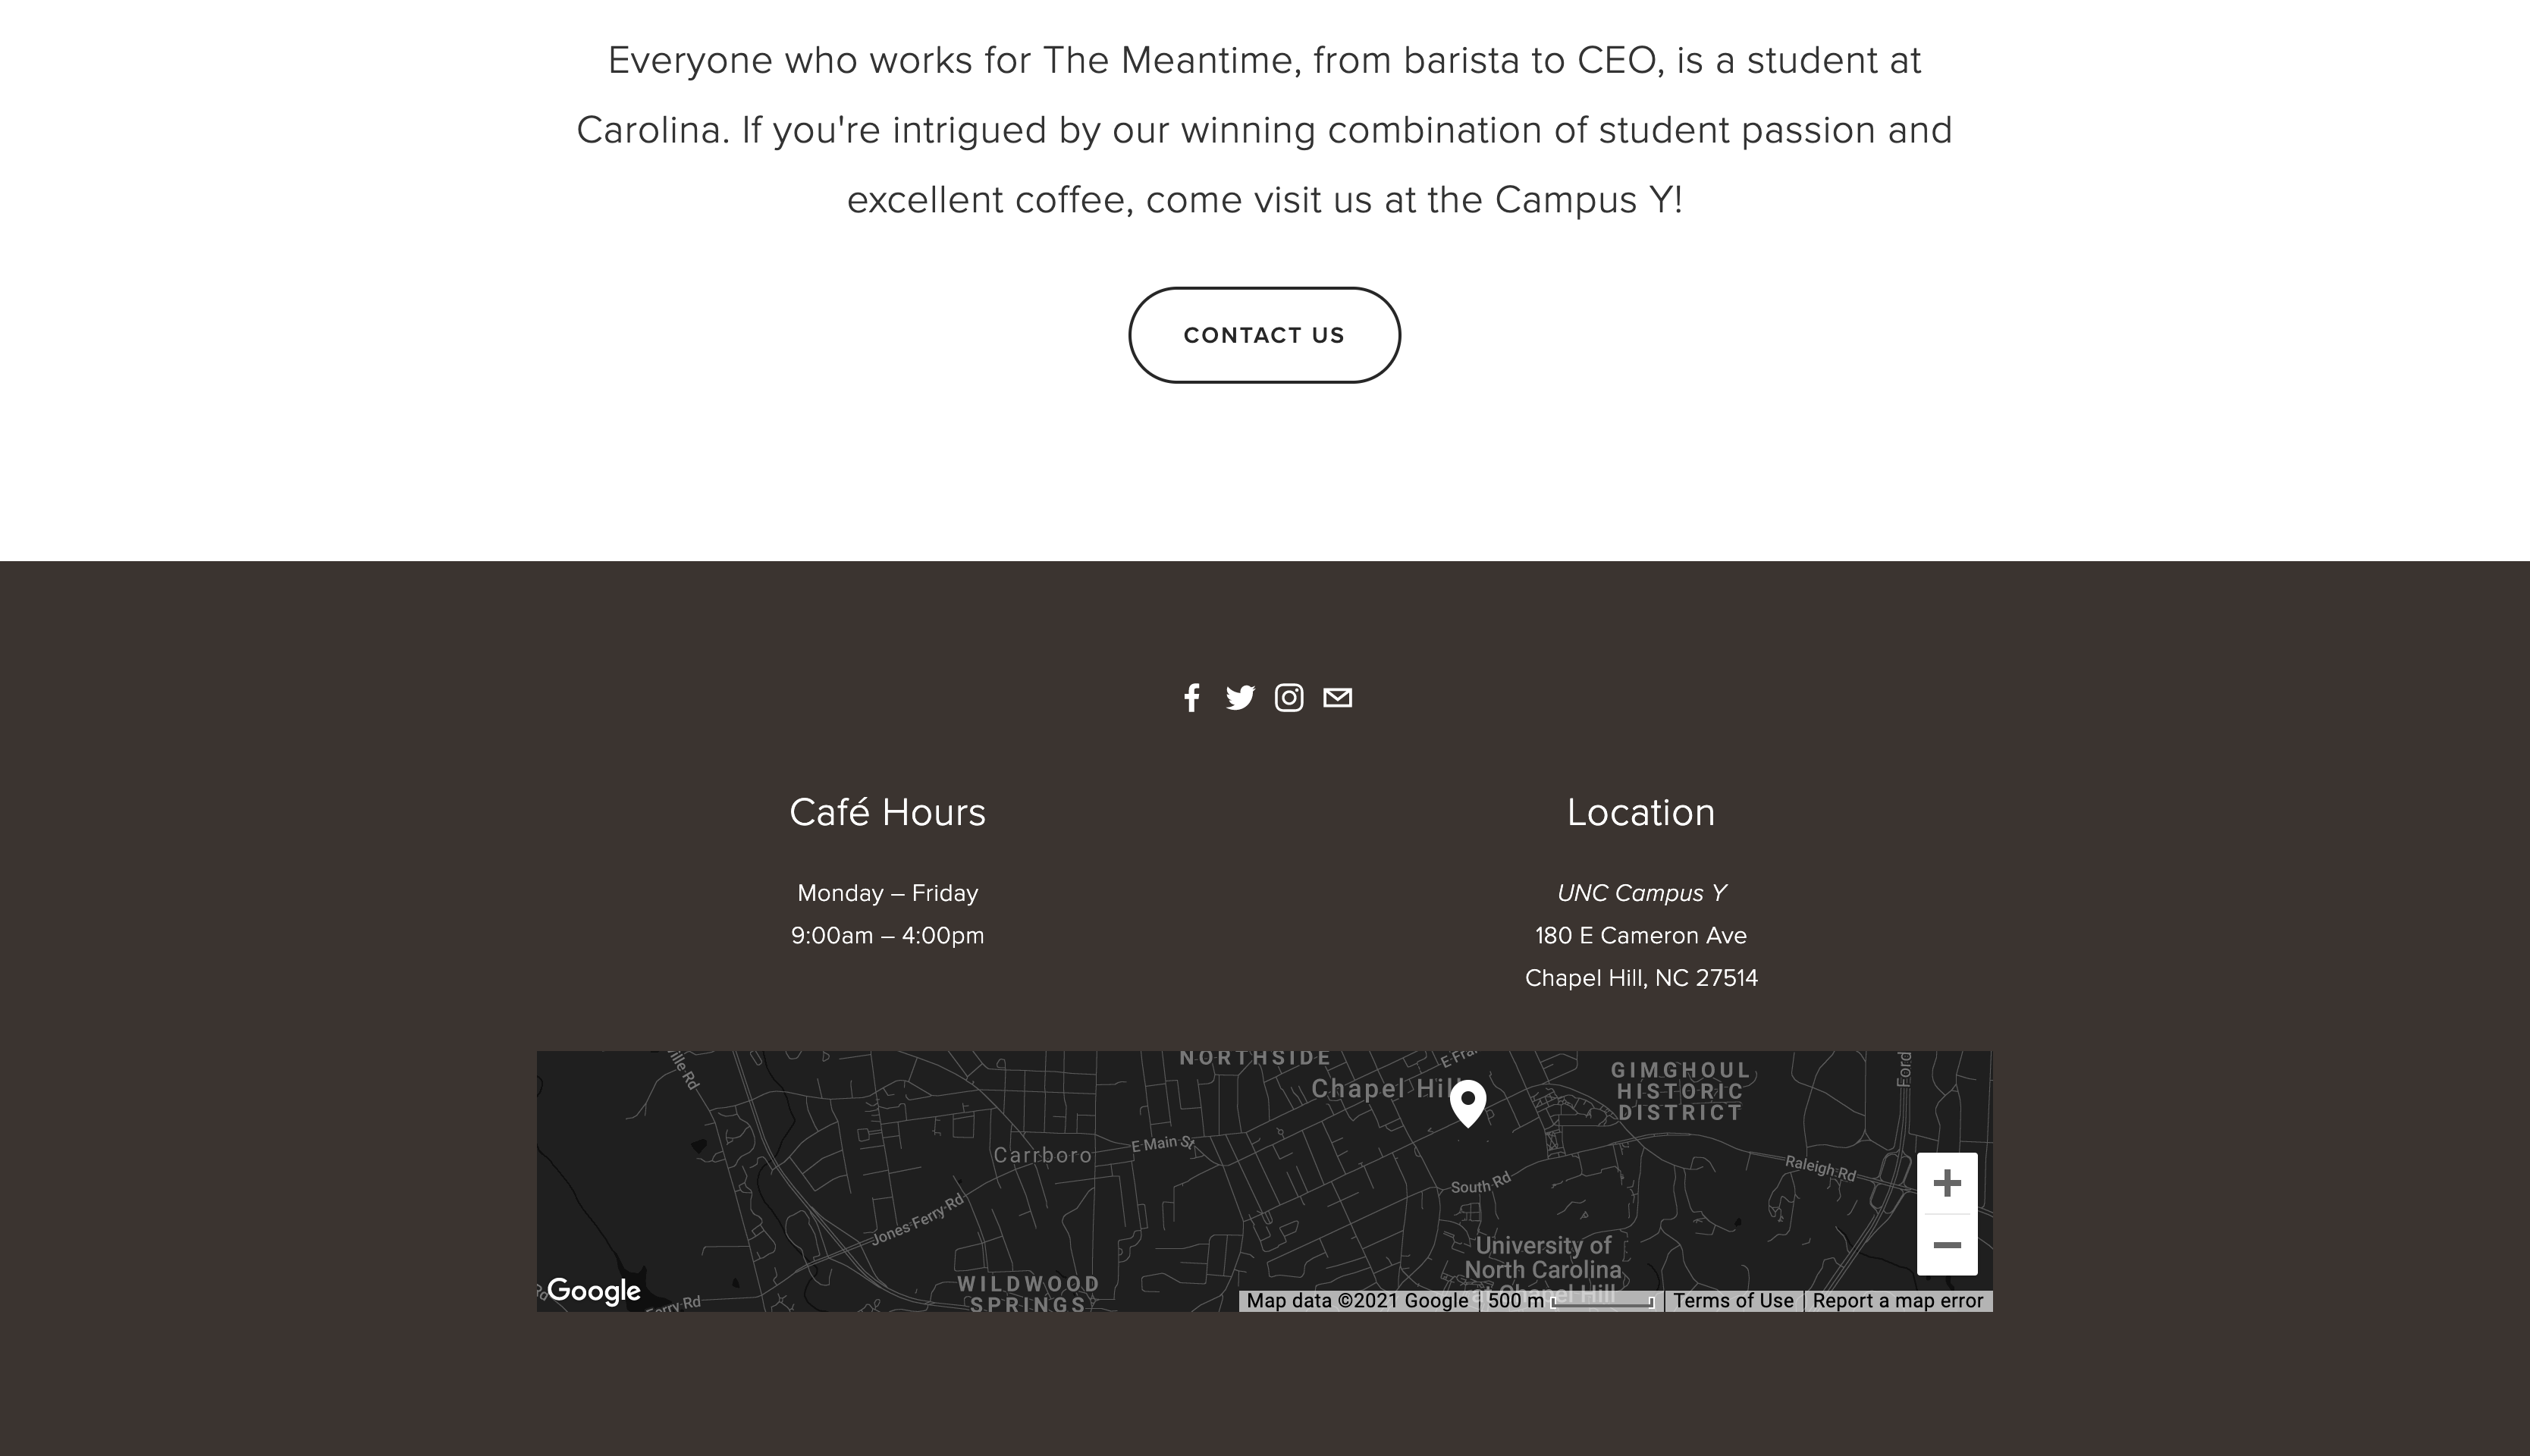 Everyone who works for The Meantime, from barista to CEO, is a student at
Carolina. If you're intrigued by our winning combination of student passion and
excellent coffee, come visit us at the Campus Y!
CONTACT US
Café Hours
Monday – Friday
9:00am – 4:00pm
Location
UNC Campus Y
180 E Cameron Ave
Chapel Hill, NC 27514
NORTHSIDE
Chapel Hill
GIMGHOUL
HISTORIC
DISTRICT
Carrboro
E Main St
South Rd
Raleigh Rd
Jones Ferry Rd
University of
North Carolina
at Chapel Hill
WILDWOOD
SPRINGS
Google
Map data ©2021 Google
500 m
Terms of Use
Report a map error